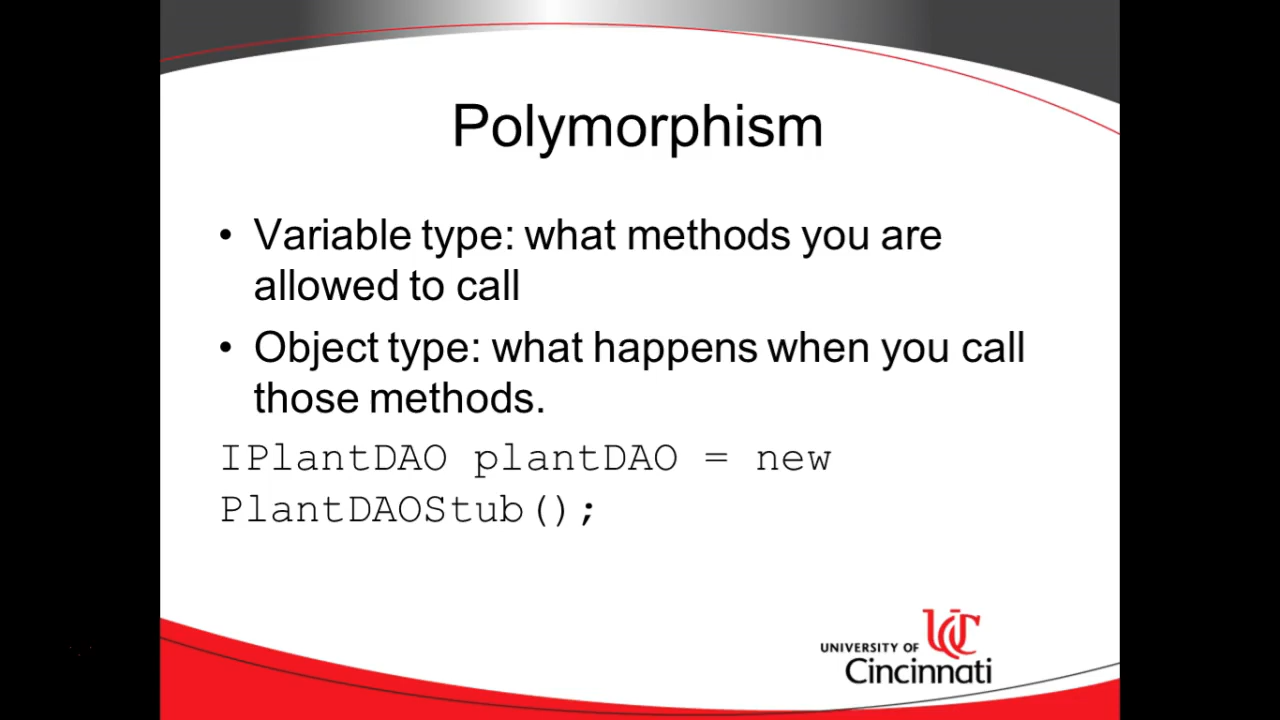 Polymorphism
• Variable type: what methods you are
allowed to call
• Object type: what happens when you call
those methods.
IPlantDAO plantDAO = new
PlantDAOStub();
UC
UNIVERSITY OF
Cincinnati